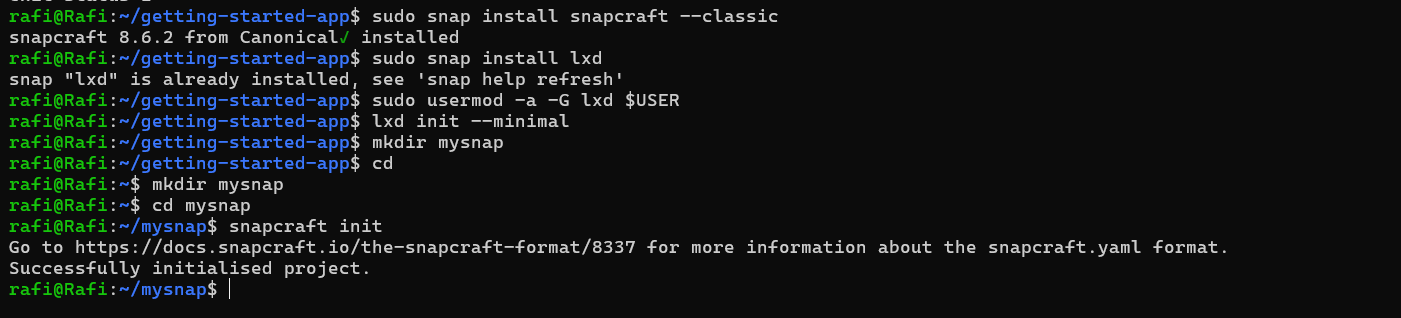 rafi@Rafi:~/getting-started-app$ sudo snap install snapcraft --classic
snapcraft 8.6.2 from Canonical✓ installed
rafi@Rafi:~/getting-started-app$ sudo snap install lxd
snap "lxd" is already installed, see 'snap help refresh'
rafi@Rafi:~/getting-started-app$ sudo usermod -a -G lxd $USER
rafi@Rafi:~/getting-started-app$ lxd init --minimal
rafi@Rafi:~/getting-started-app$ mkdir mysnap
rafi@Rafi:~/getting-started-app$ cd
rafi@Rafi:~$ mkdir mysnap
rafi@Rafi:~$ cd mysnap
rafi@Rafi:~/mysnap$ snapcraft init
Go to https://docs.snapcraft.io/the-snapcraft-format/8337 for more information about the snapcraft.yaml format.
Successfully initialised project.
rafi@Rafi:~/mysnap$